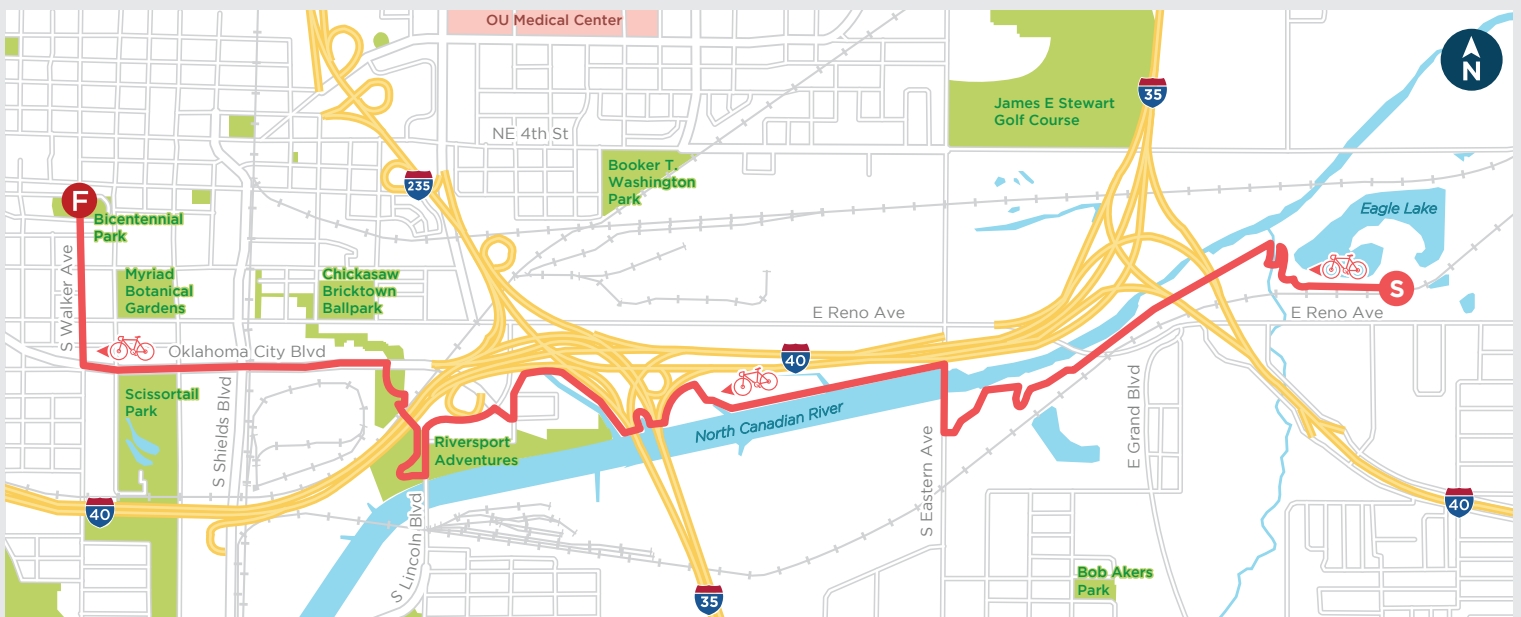 OU Medical Center
N
35
James E Stewart
Golf Course
NE 4th St
Booker T.
Washington
Park
235
F
Bicentennial
Park
Eagle Lake
S Walker Ave
Myriad
Botanical
Gardens
Chickasaw
Bricktown
Ballpark
S
E Reno Ave
E Reno Ave
Oklahoma City Blvd
40
Scissortail
Park
S Shields Blvd
North Canadian River
E Grand Blvd
Riversport
Adventures
S Eastern Ave
40
40
S Lincoln Blvd
Bob Akers
Park
35